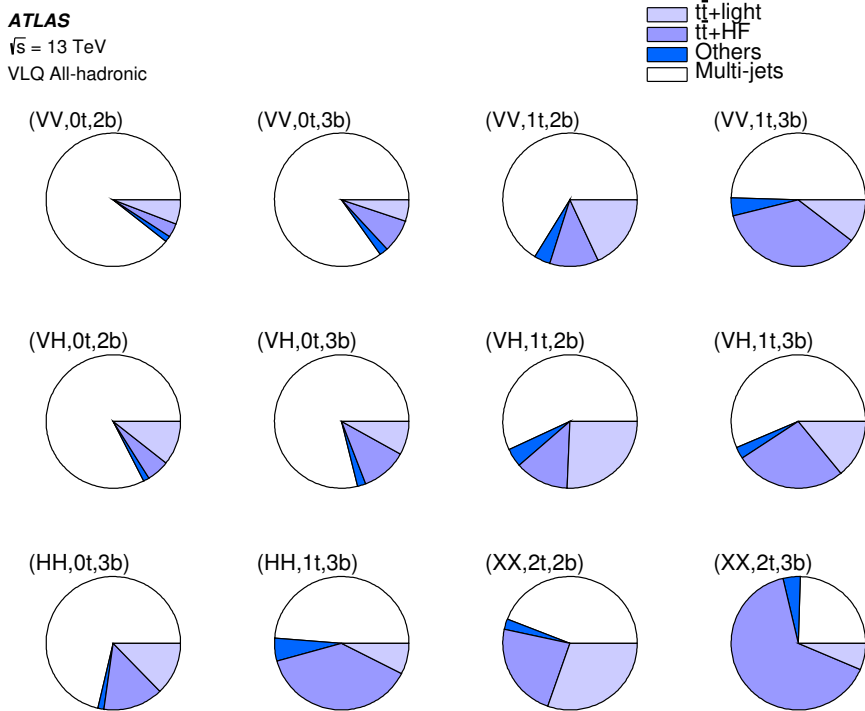 ATLAS
√s = 13 TeV
VLQ All-hadronic
tt̄+light
tt̄+HF
Others
Multi-jets
(VV,0t,2b)
(VV,0t,3b)
(VV,1t,2b)
(VV,1t,3b)
(VH,0t,2b)
(VH,0t,3b)
(VH,1t,2b)
(VH,1t,3b)
(HH,0t,3b)
(HH,1t,3b)
(XX,2t,2b)
(XX,2t,3b)